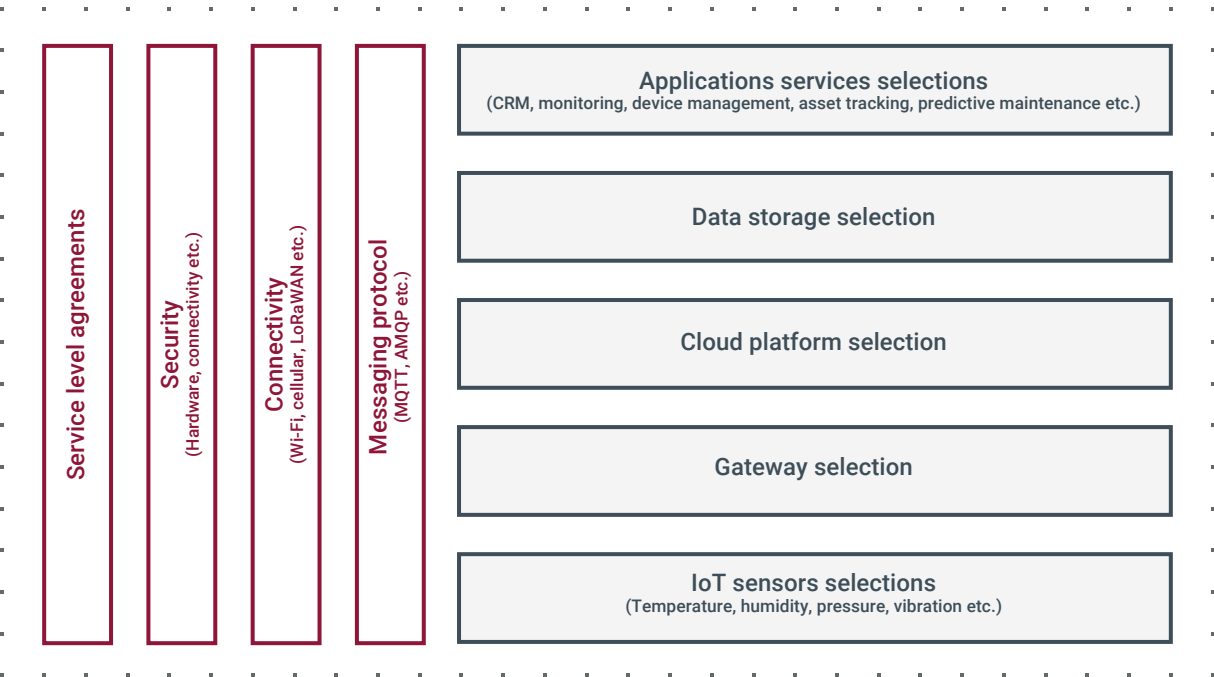 Service level agreements
Security
(Hardware, connectivity etc.)
Connectivity
(Wi-Fi, cellular, LoRaWAN etc.)
Messaging protocol
(MQTT, AMQP etc.)
Applications services selections
(CRM, monitoring, device management, asset tracking, predictive maintenance etc.)
Data storage selection
Cloud platform selection
Gateway selection
IoT sensors selections
(Temperature, humidity, pressure, vibration etc.)